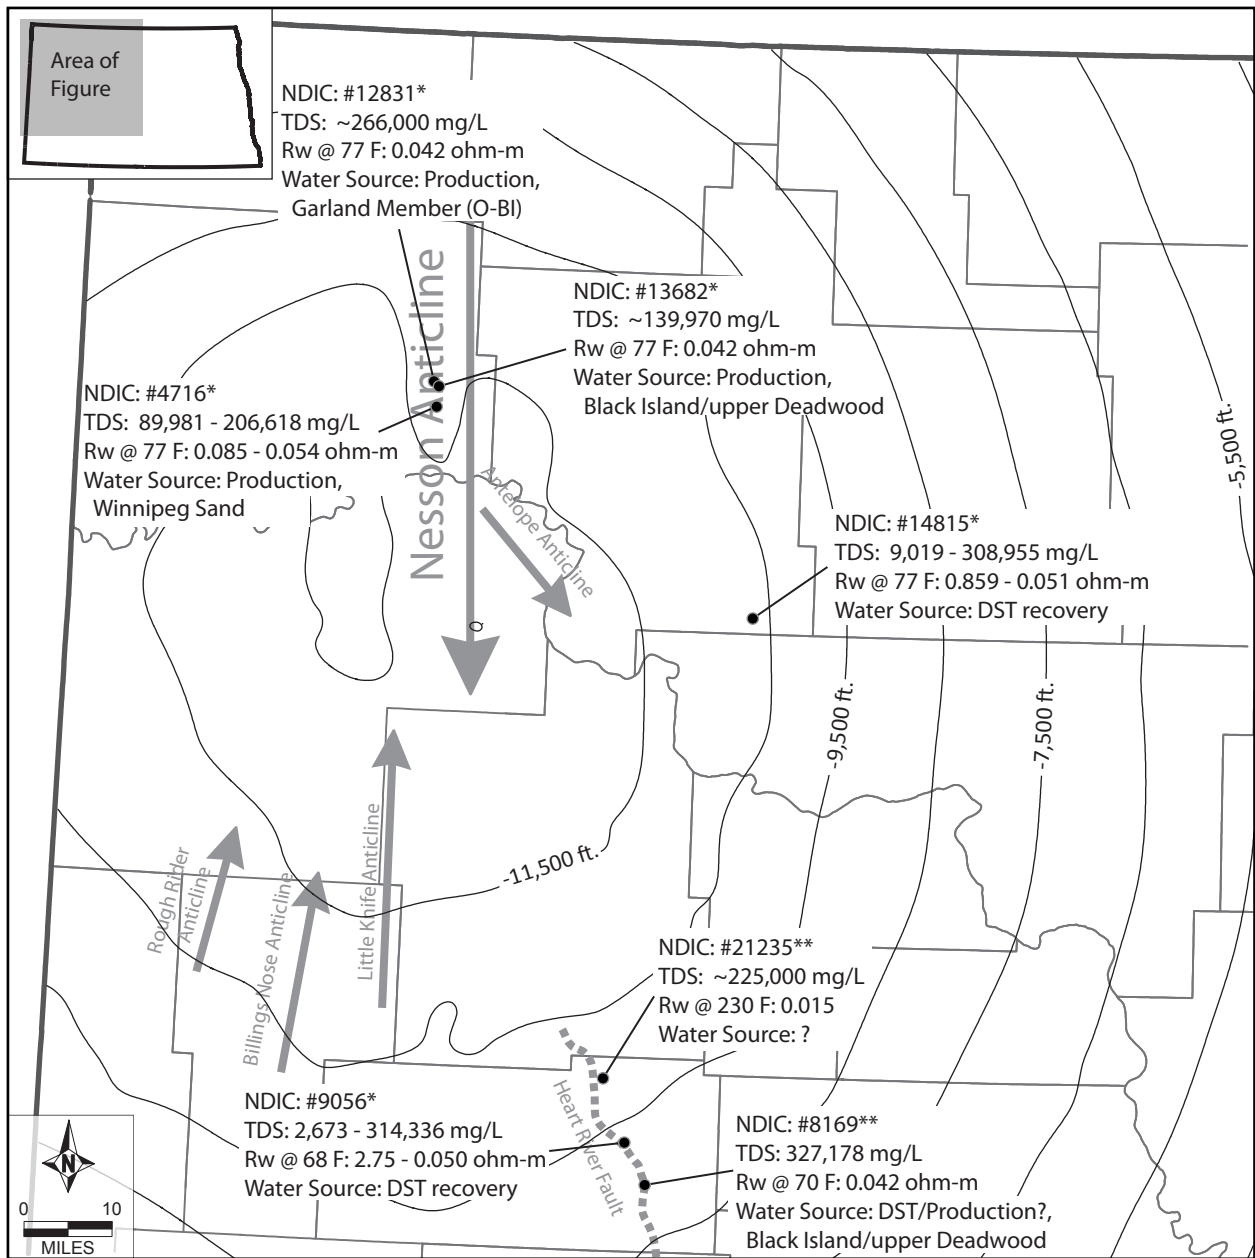 Area of
Figure
NDIC: #12831*
TDS: ~266,000 mg/L
Rw @ 77 F: 0.042 ohm-m
Water Source: Production,
Garland Member (O-BI)
Nesson Anticline
NDIC: #13682*
TDS: ~139,970 mg/L
Rw @ 77 F: 0.042 ohm-m
Water Source: Production,
Black Island/upper Deadwood
NDIC: #4716*
TDS: 89,981 - 206,618 mg/L
Rw @ 77 F: 0.085 - 0.054 ohm-m
Water Source: Production,
Winnipeg Sand
Antelope Anticline
-5,500 ft.
NDIC: #14815*
TDS: 9,019 - 308,955 mg/L
Rw @ 77 F: 0.859 - 0.051 ohm-m
Water Source: DST recovery
-9,500 ft.
-7,500 ft.
-11,500 ft.
Rough Rider
Anticline
Billings Nose Anticline
Little Knife Anticline
NDIC: #21235**
TDS: ~225,000 mg/L
Rw @ 230 F: 0.015
Water Source: ?
Heart River Fault
NDIC: #9056*
TDS: 2,673 - 314,336 mg/L
Rw @ 68 F: 2.75 - 0.050 ohm-m
Water Source: DST recovery
NDIC: #8169**
TDS: 327,178 mg/L
Rw @ 70 F: 0.042 ohm-m
Water Source: DST/Production?,
Black Island/upper Deadwood
N
0 10
MILES